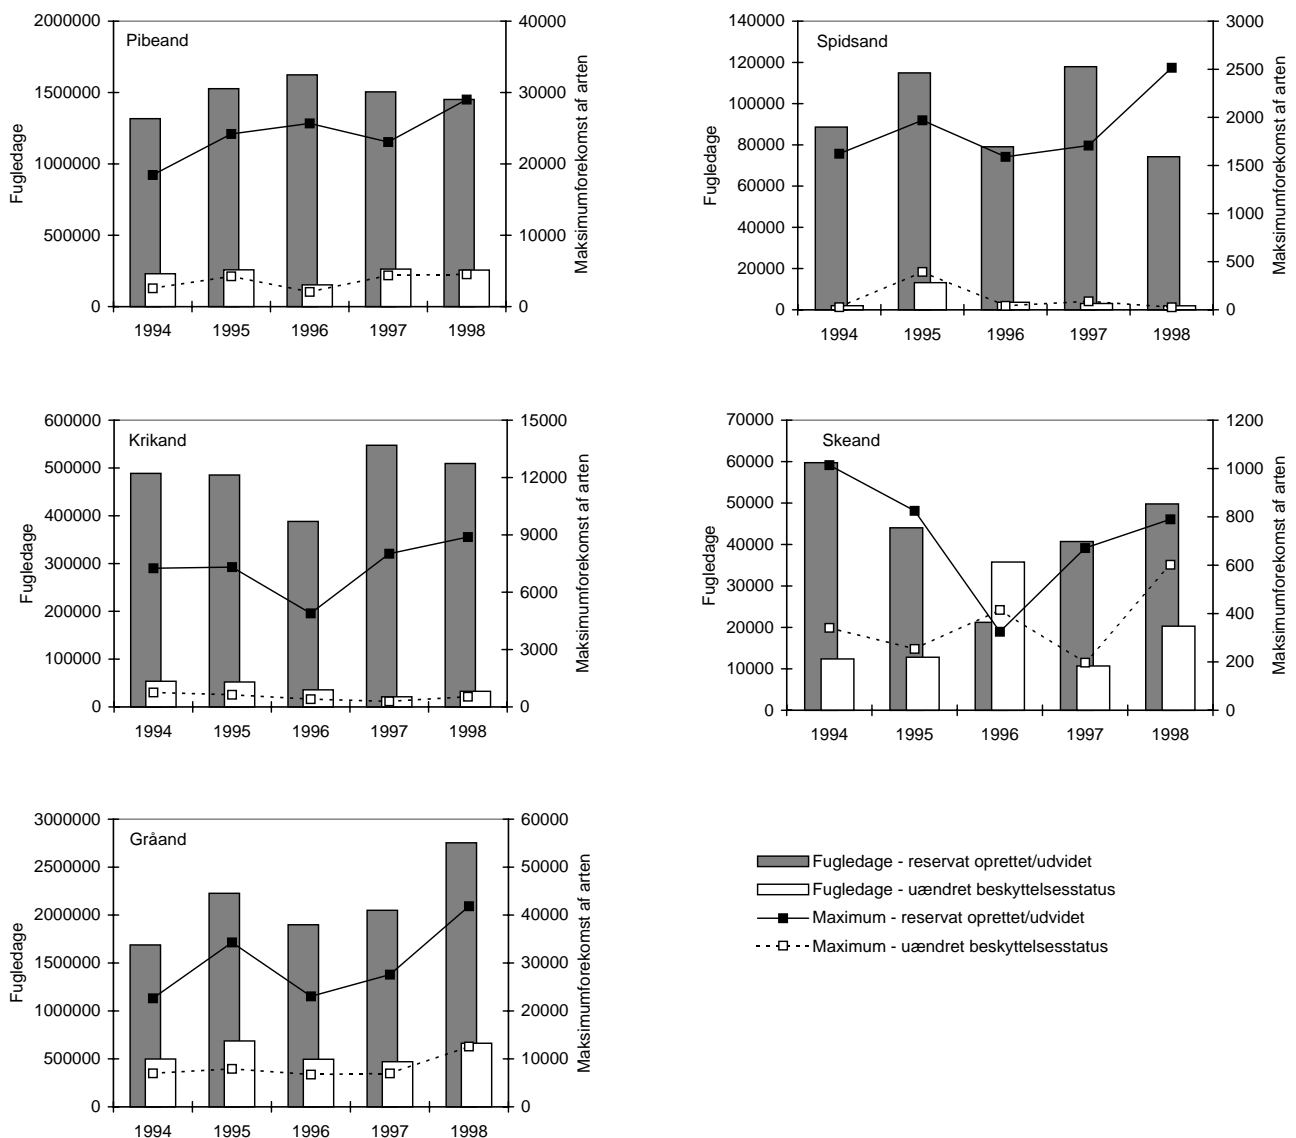 Pibeand
Fugledage
2000000
1500000
1000000
500000
0
40000
30000
20000
10000
0
Maksimumforekomst af arten
1994 1995 1996 1997 1998
Spidsand
Fugledage
140000
120000
100000
80000
60000
40000
20000
0
3000
2500
2000
1500
1000
500
0
Maksimumforekomst af arten
1994 1995 1996 1997 1998
Krikand
Fugledage
600000
500000
400000
300000
200000
100000
0
15000
12000
9000
6000
3000
0
Maksimumforekomst af arten
1994 1995 1996 1997 1998
Skeand
Fugledage
70000
60000
50000
40000
30000
20000
10000
0
1200
1000
800
600
400
200
0
Maksimumforekomst af arten
1994 1995 1996 1997 1998
Gråand
Fugledage
3000000
2500000
2000000
1500000
1000000
500000
0
60000
50000
40000
30000
20000
10000
0
Maksimumforekomst af arten
1994 1995 1996 1997 1998
Fugledage - reservat oprettet/udvidet
Fugledage - uændret beskyttelsesstatus
Maximum - reservat oprettet/udvidet
Maximum - uændret beskyttelsesstatus